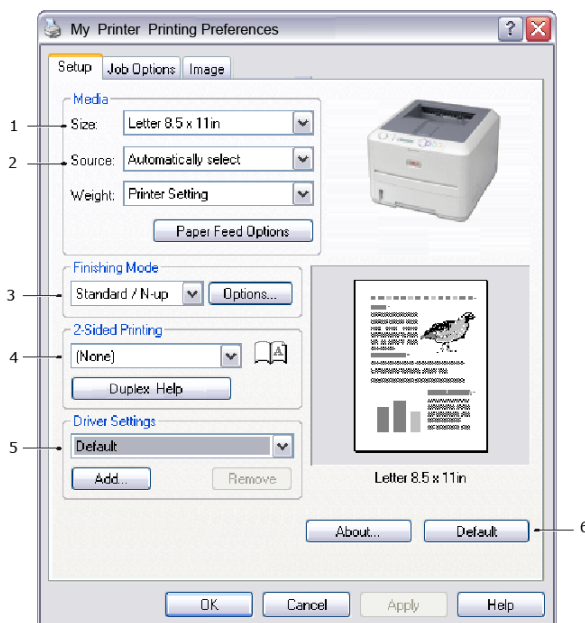 My Printer Printing Preferences
Setup Job Options Image
Media
1 Size: Letter 8.5 x 11in
2 Source: Automatically select
Weight: Printer Setting
Paper Feed Options
Finishing Mode
3 Standard / N-up Options...
2-Sided Printing
4 (None) A
Duplex Help
Driver Settings
5 Default
Add... Remove
Letter 8.5 x 11in
About... Default 6
OK Cancel Apply Help